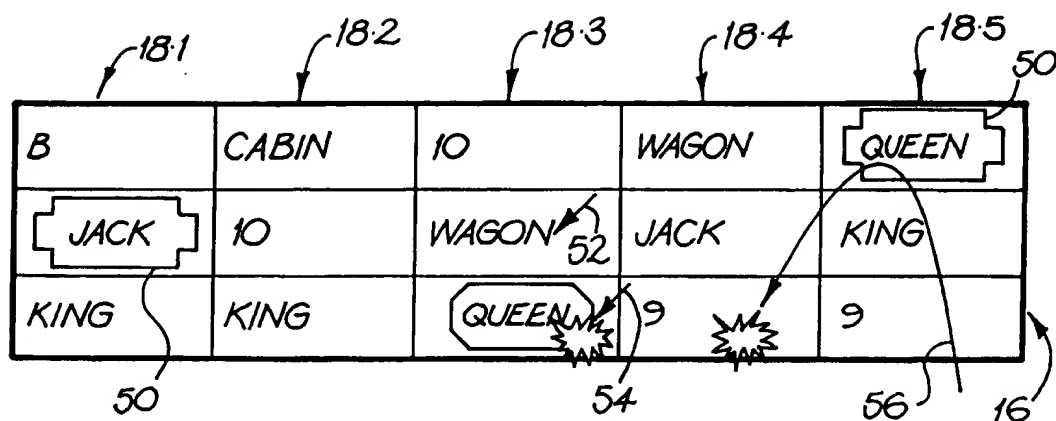 18·1 18·2 18·3 18·4 18·5 50
B CABIN 10 WAGON QUEEN
JACK 10 WAGON 52 JACK KING
KING KING QUEEN 9 9
50 54 56 16